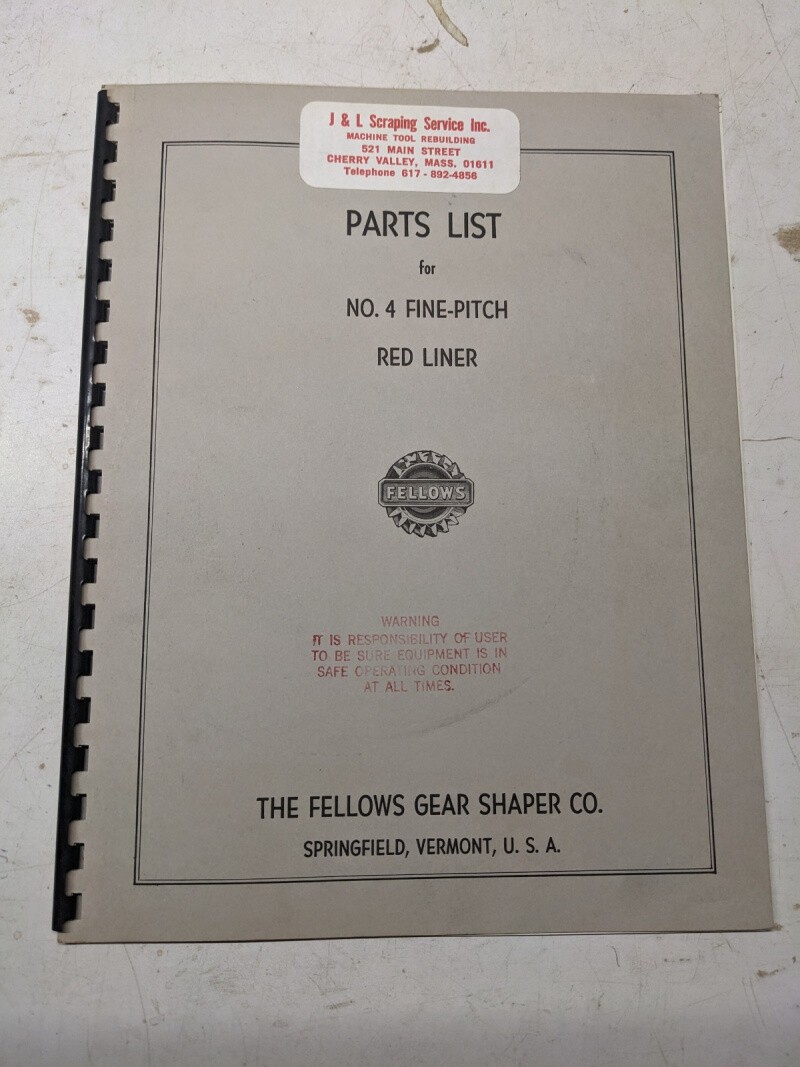 J & L Scraping Service Inc.
MACHINE TOOL REBUILDING
521 MAIN STREET
CHERRY VALLEY, MASS. 01611
Telephone 617 - 892-4856
PARTS LIST
for
NO. 4 FINE-PITCH
RED LINER
FELLOWS
WARNING
IT IS RESPONSIBILITY OF USER
TO BE SURE EQUIPMENT IS IN
SAFE OPERATING CONDITION
AT ALL TIMES.
THE FELLOWS GEAR SHAPER CO.
SPRINGFIELD, VERMONT, U. S. A.